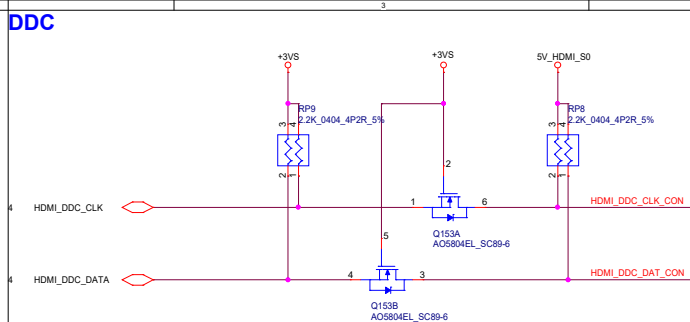 3
DDC
+3VS
+3VS
5V_HDMI_S0
RP9
2.2K_0404_4P2R_5%
RP8
2.2K_0404_4P2R_5%
3
4
3
4
2
2
1
2
1
4
HDMI_DDC_CLK
1
6
HDMI_DDC_CLK_CON
Q153A
AO5804EL_SC89-6
5
4
HDMI_DDC_DATA
4
3
HDMI_DDC_DAT_CON
Q153B
AO5804EL_SC89-6